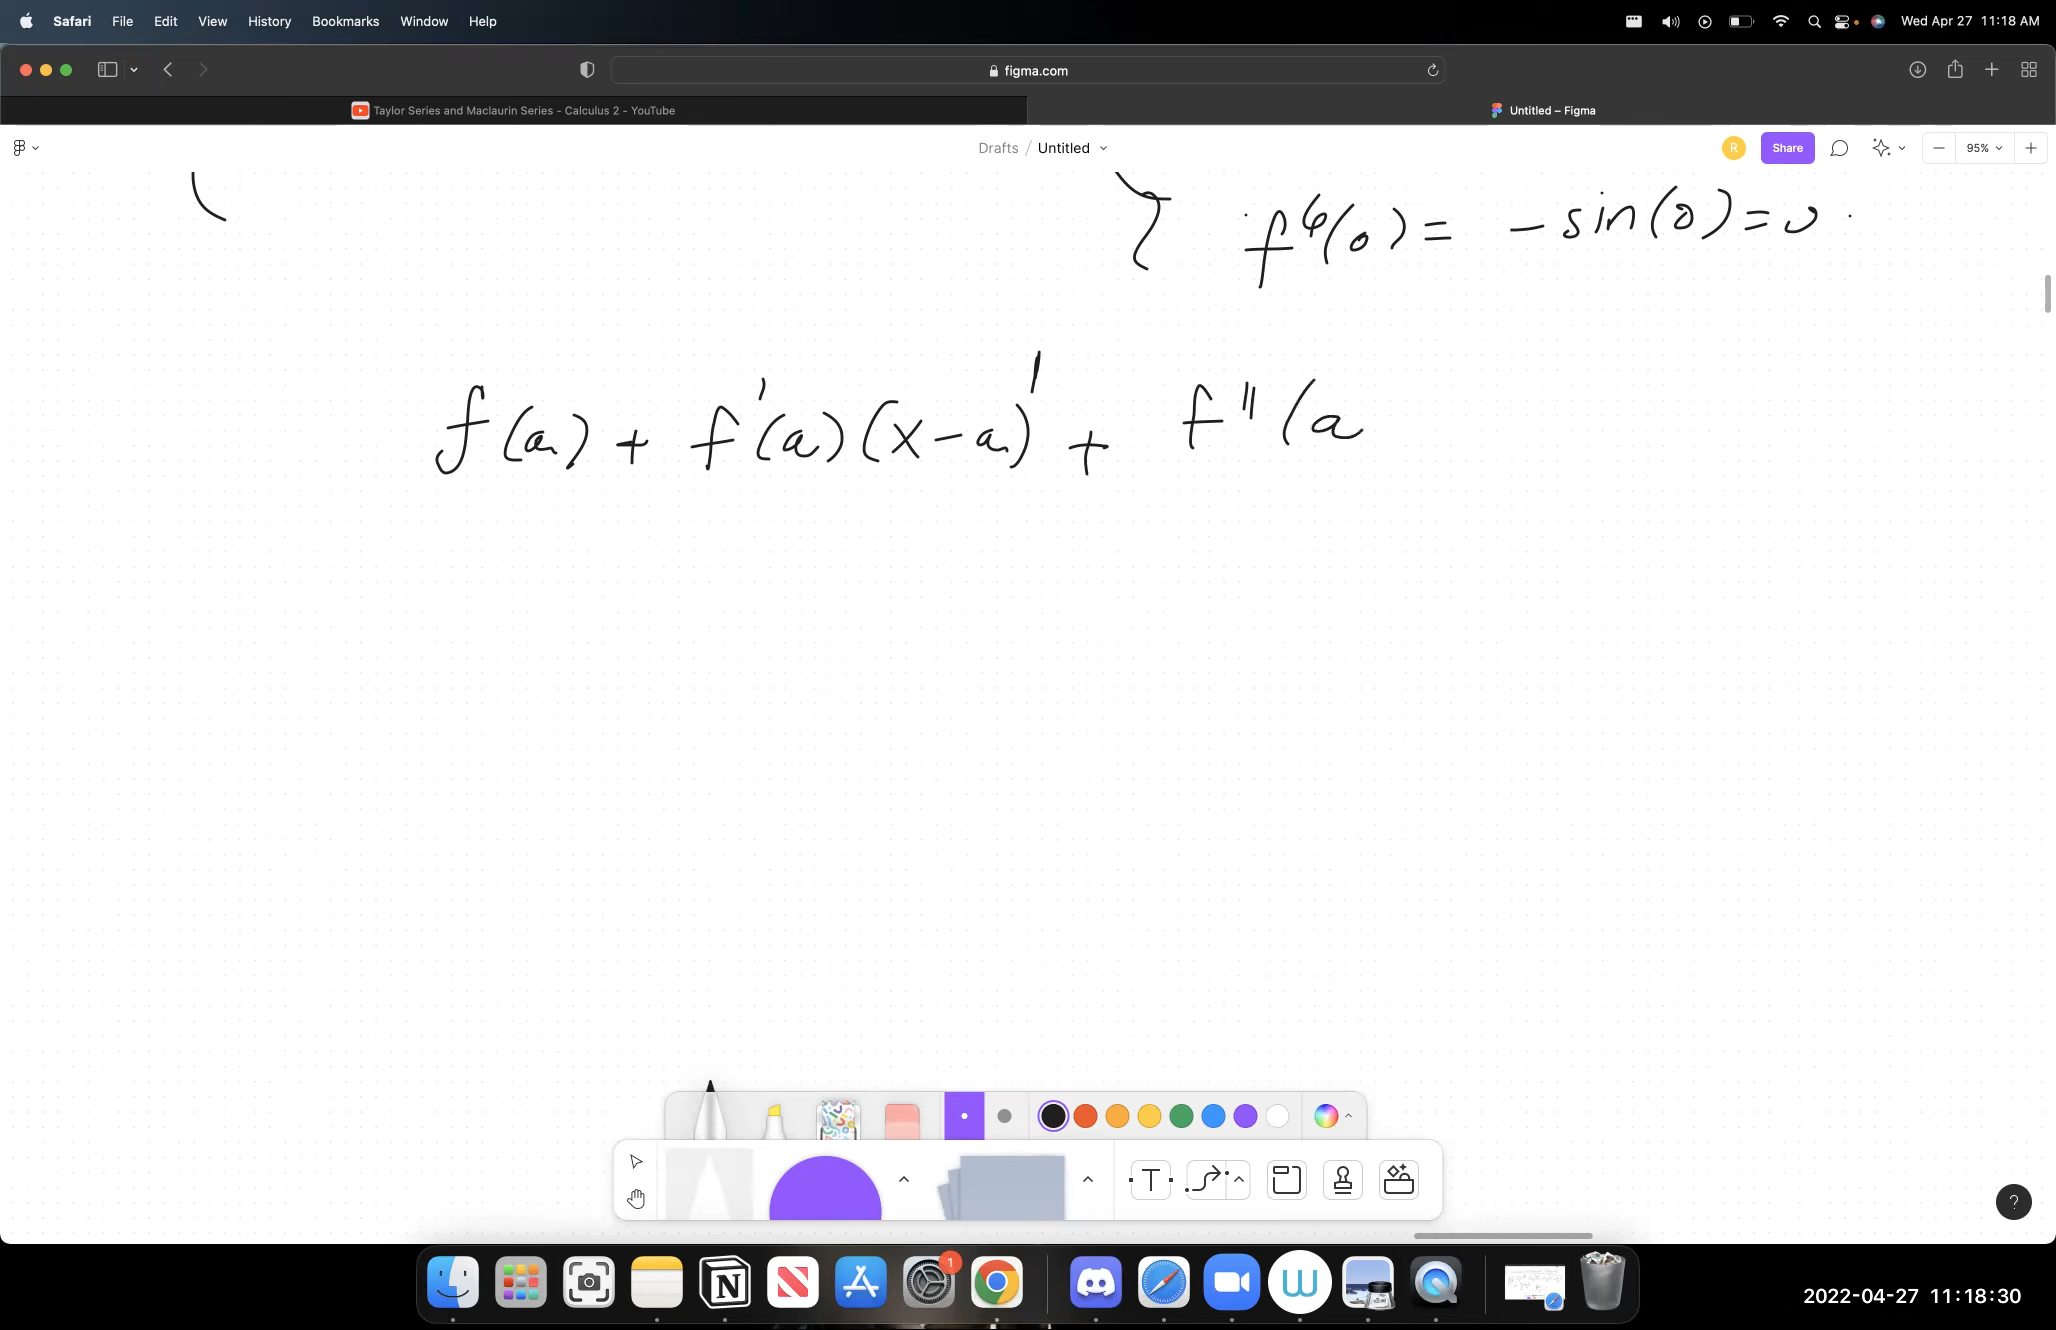 Safari File Edit View History Bookmarks Window Help Wed Apr 27 11:18 AM
figma.com
Taylor Series and Maclaurin Series - Calculus 2 - YouTube Untitled – Figma
Drafts / Untitled R Share 95%
f⁴(0) = - sin(0) = 0
f(a) + f'(a)(x-a)¹ + f''(a
T
?
1
N
W
2022-04-27 11:18:30